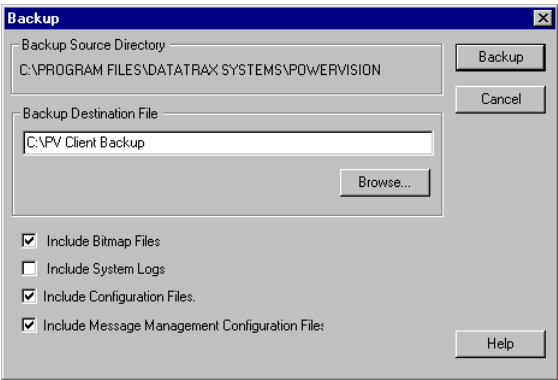 Backup
Backup Source Directory
C:\PROGRAM FILES\DATATRAX SYSTEMS\POWERVISION
Backup
Cancel
Backup Destination File
C:\PV Client Backup
Browse...
Include Bitmap Files
Include System Logs
Include Configuration Files.
Include Message Management Configuration Files
Help